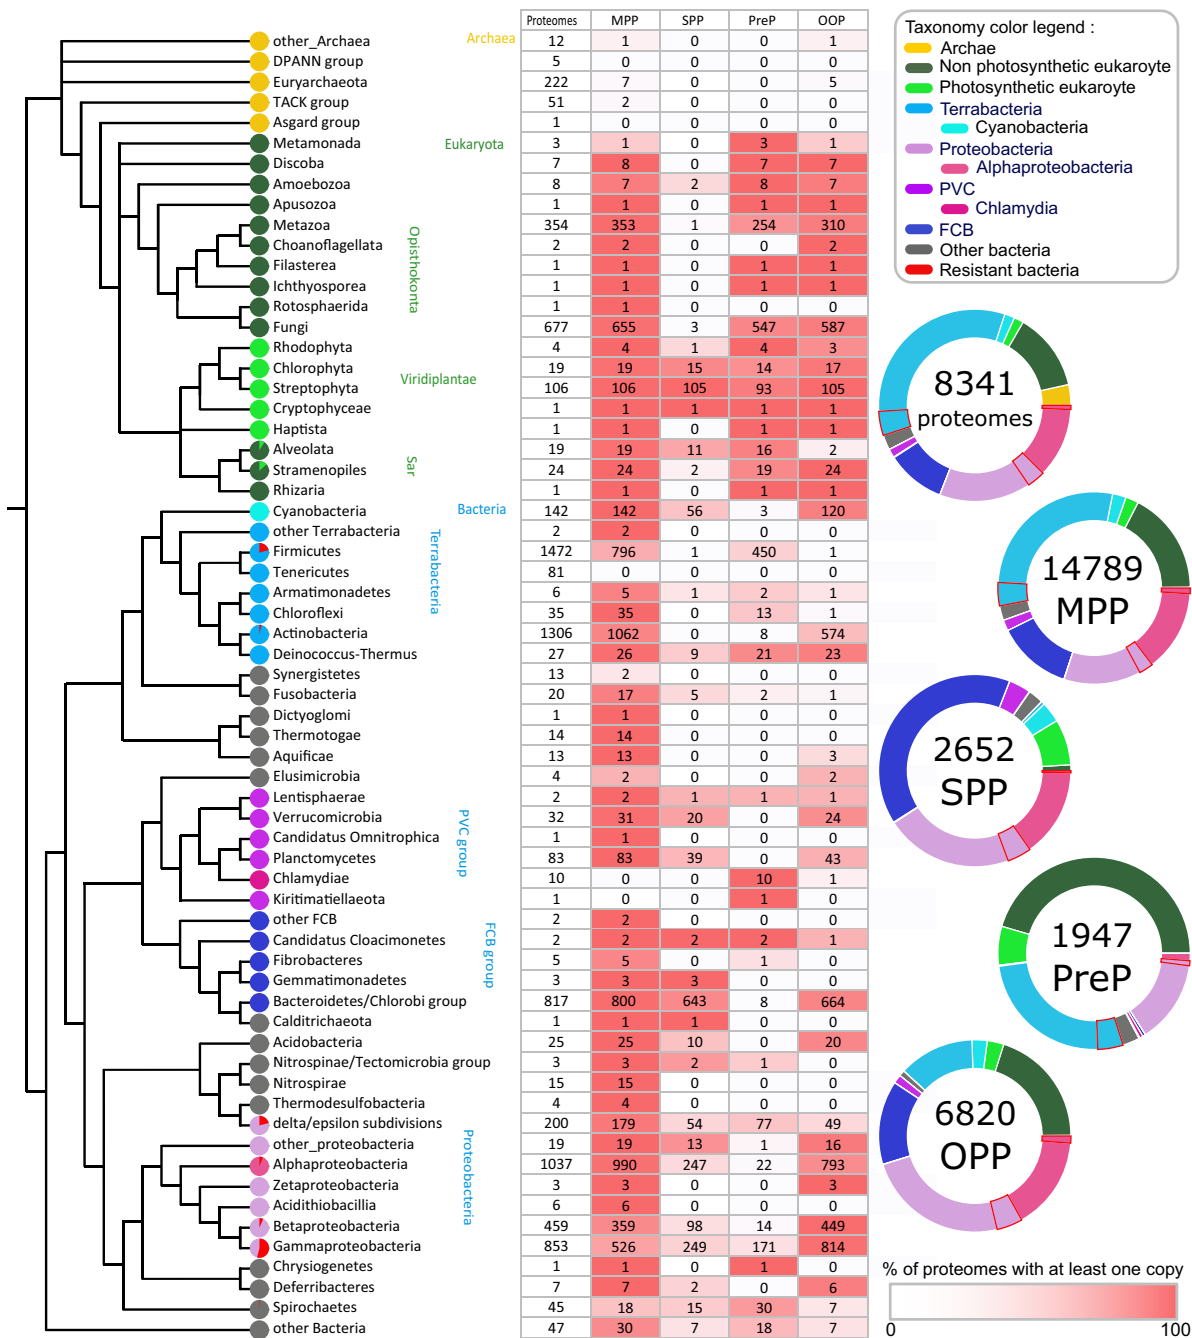 Proteomes MPP SPP PreP OOP
Archaea
other_Archaea 12 1 0 0 1
DPANN group 5 0 0 0 0
Euryarchaeota 222 7 0 0 5
TACK group 51 2 0 0 0
Asgard group 1 0 0 0 0
Eukaryota
Metamonada 3 1 0 3 1
Discoba 7 8 0 7 7
Amoebozoa 8 7 2 8 7
Apusozoa 1 1 0 1 1
Opisthokonta
Metazoa 354 353 1 254 310
Choanoflagellata 2 2 0 0 2
Filasterea 1 1 0 1 1
Ichthyosporea 1 1 0 1 1
Rotosphaerida 1 1 0 0 0
Fungi 677 655 3 547 587
Rhodophyta 4 4 1 4 3
Viridiplantae
Chlorophyta 19 19 15 14 17
Streptophyta 106 106 105 93 105
Cryptophyceae 1 1 1 1 1
Haptista 1 1 0 1 1
Sar
Alveolata 19 19 11 16 2
Stramenopiles 24 24 2 19 24
Rhizaria 1 1 0 1 1
Bacteria
Cyanobacteria 142 142 56 3 120
Terrabacteria
other Terrabacteria 2 2 0 0 0
Firmicutes 1472 796 1 450 1
Tenericutes 81 0 0 0 0
Armatimonadetes 6 5 1 2 1
Chloroflexi 35 35 0 13 1
Actinobacteria 1306 1062 0 8 574
Deinococcus-Thermus 27 26 9 21 23
Synergistetes 13 2 0 0 0
Fusobacteria 20 17 5 2 1
Dictyoglomi 1 1 0 0 0
Thermotogae 14 14 0 0 0
Aquificae 13 13 0 0 3
Elusimicrobia 4 2 0 0 2
PVC group
Lentisphaerae 2 2 1 1 1
Verrucomicrobia 32 31 20 0 24
Candidatus Omnitrophica 1 1 0 0 0
Planctomycetes 83 83 39 0 43
Chlamydiae 10 0 0 10 1
Kiritimatiellaeota 1 0 0 1 0
FCB group
other FCB 2 2 0 0 0
Candidatus Cloacimonetes 2 2 2 2 1
Fibrobacteres 5 5 0 1 0
Gemmatimonadetes 3 3 3 0 0
Bacteroidetes/Chlorobi group 817 800 643 8 664
Calditrichaeota 1 1 1 0 0
Acidobacteria 25 25 10 0 20
Nitrospinae/Tectomicrobia group 3 3 2 1 0
Nitrospirae 15 15 0 0 0
Thermodesulfobacteria 4 4 0 0 0
delta/epsilon subdivisions 200 179 54 77 49
Proteobacteria
other_proteobacteria 19 19 13 1 16
Alphaproteobacteria 1037 990 247 22 793
Zetaproteobacteria 3 3 0 0 3
Acidithiobacillia 6 6 0 0 0
Betaproteobacteria 459 359 98 14 449
Gammaproteobacteria 853 526 249 171 814
Chrysiogenetes 1 1 0 1 0
Deferribacteres 7 7 2 0 6
Spirochaetes 45 18 15 30 7
other Bacteria 47 30 7 18 7
Taxonomy color legend :
Archae
Non photosynthetic eukaroyte
Photosynthetic eukaroyte
Terrabacteria
Cyanobacteria
Proteobacteria
Alphaproteobacteria
PVC
Chlamydia
FCB
Other bacteria
Resistant bacteria
8341
proteomes
14789
MPP
2652
SPP
1947
PreP
6820
OPP
% of proteomes with at least one copy
0 100